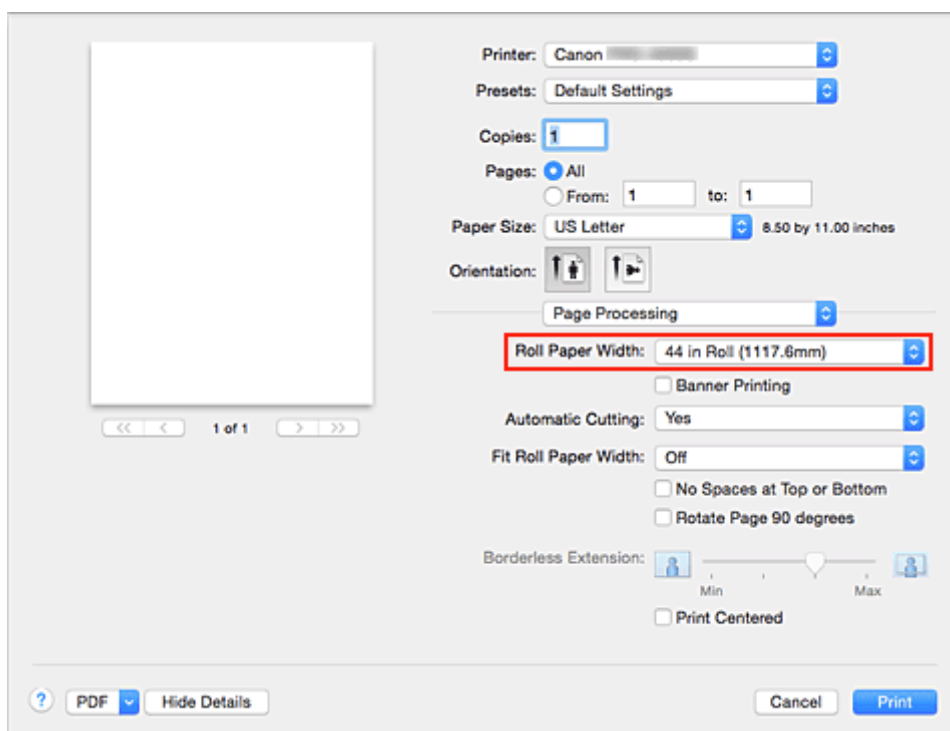 Printer: Canon
Presets: Default Settings
Copies: 1
Pages: All
From: 1 to: 1
Paper Size: US Letter 8.50 by 11.00 inches
Orientation:
Page Processing
Roll Paper Width: 44 in Roll (1117.6mm)
Banner Printing
1 of 1
Automatic Cutting: Yes
Fit Roll Paper Width: Off
No Spaces at Top or Bottom
Rotate Page 90 degrees
Borderless Extension:
Min Max
Print Centered
? PDF Hide Details Cancel Print